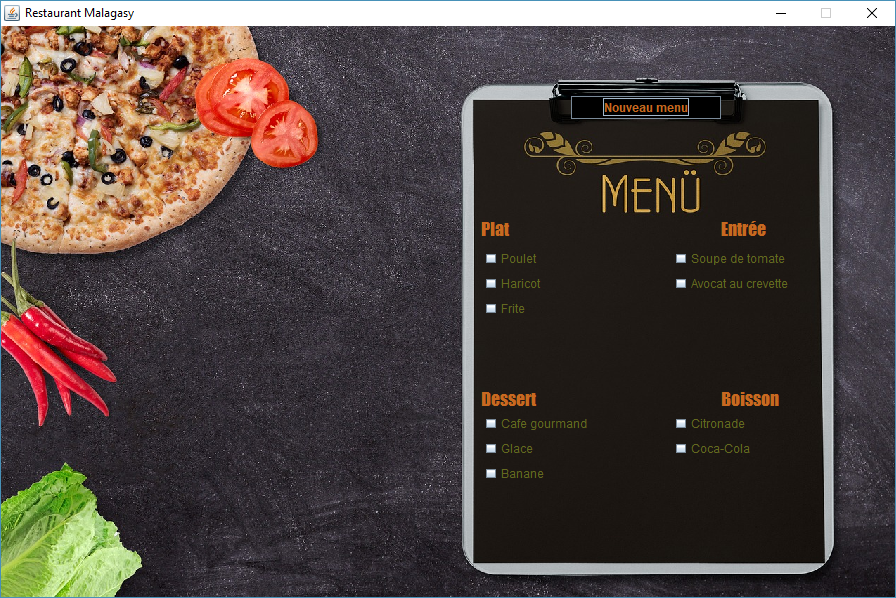 Restaurant Malagasy
Nouveau menu
MENÜ
Plat
Poulet
Haricot
Frite
Entrée
Soupe de tomate
Avocat au crevette
Dessert
Cafe gourmand
Glace
Banane
Boisson
Citronade
Coca-Cola